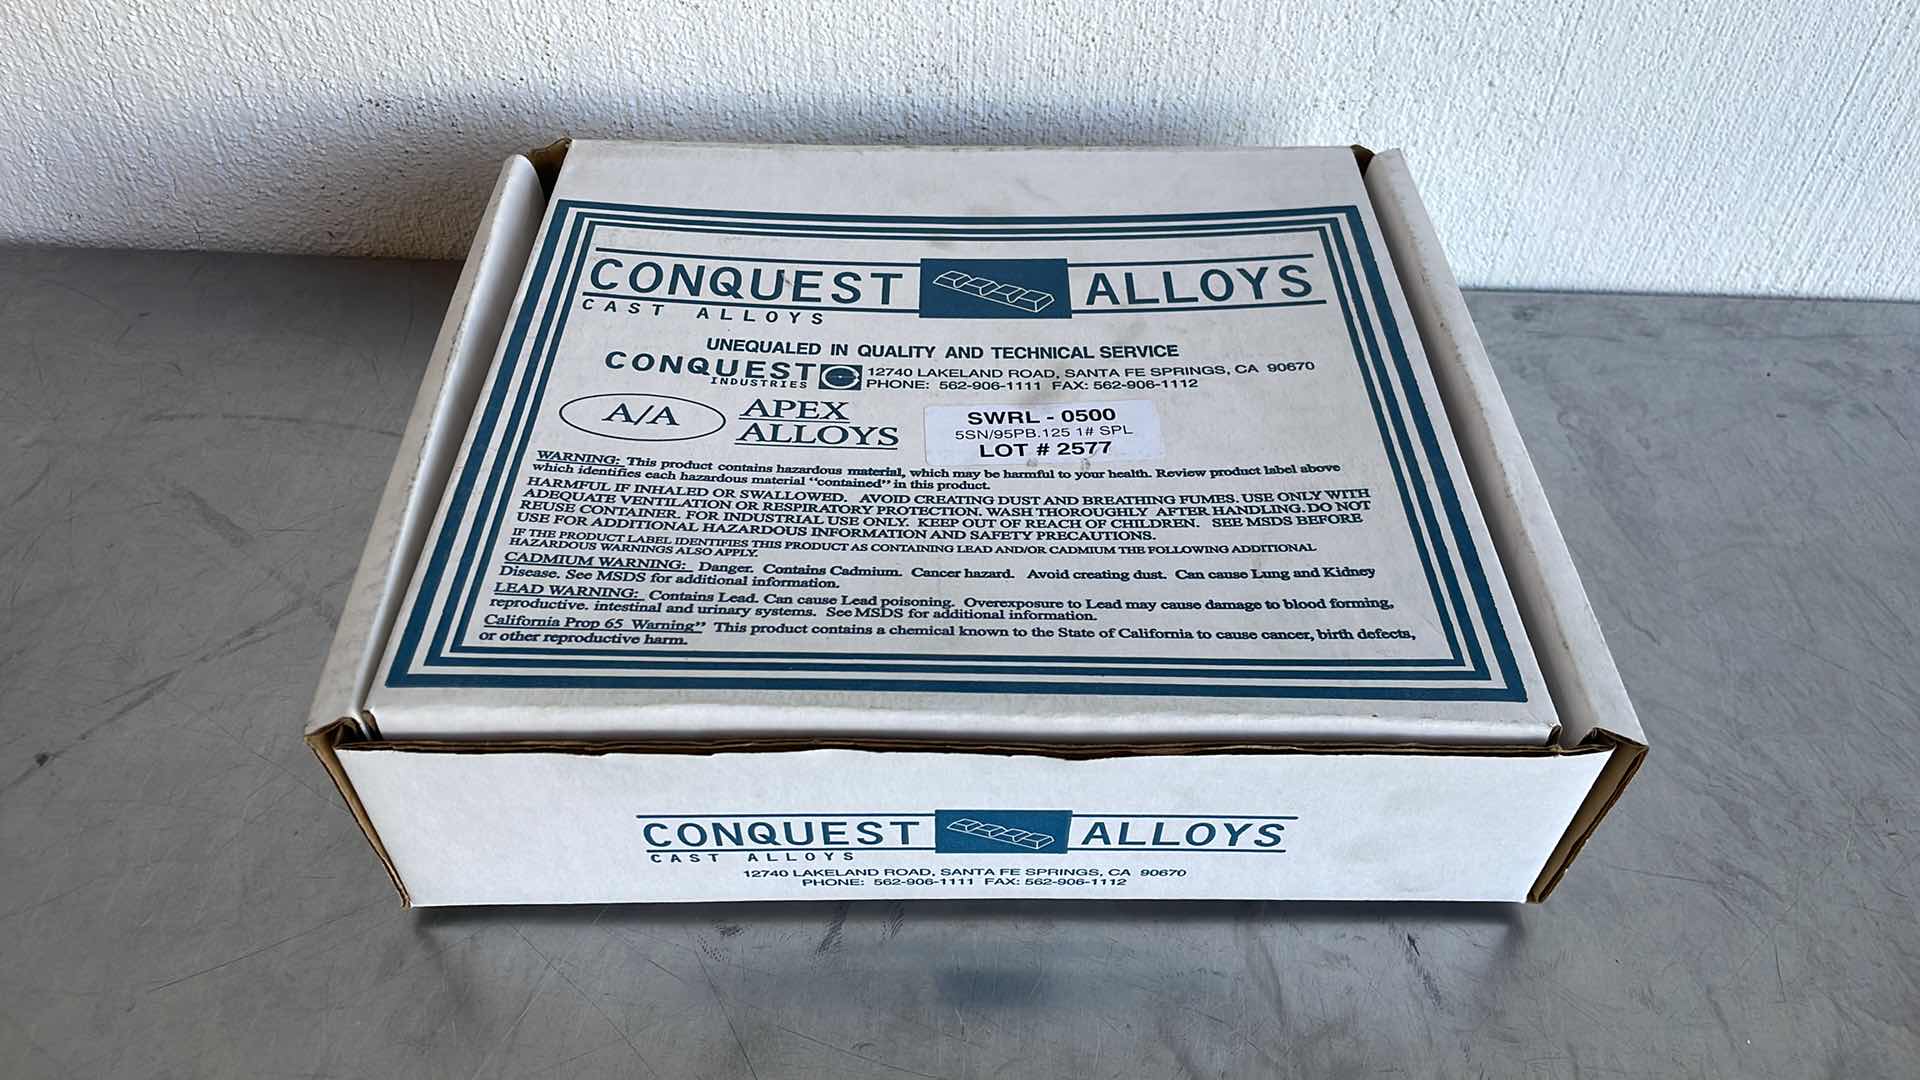 CONQUEST ALLOYS
CAST ALLOYS
UNEQUALED IN QUALITY AND TECHNICAL SERVICE
CONQUEST
INDUSTRIES
12740 LAKELAND ROAD, SANTA FE SPRINGS, CA 90670
PHONE: 562-906-1111 FAX: 562-906-1112
A/A
APEX
ALLOYS
SWRL - 0500
5SN/95PB.125 1# SPL
LOT # 2577
WARNING: This product contains hazardous material, which may be harmful to your health. Review product label above
which identifies each hazardous material "contained" in this product.
HARMFUL IF INHALED OR SWALLOWED. AVOID CREATING DUST AND BREATHING FUMES. USE ONLY WITH
ADEQUATE VENTILATION OR RESPIRATORY PROTECTION. WASH THOROUGHLY AFTER HANDLING. DO NOT
REUSE CONTAINER. FOR INDUSTRIAL USE ONLY. KEEP OUT OF REACH OF CHILDREN. SEE MSDS BEFORE
USE FOR ADDITIONAL HAZARDOUS INFORMATION AND SAFETY PRECAUTIONS.
IF THE PRODUCT LABEL IDENTIFIES THIS PRODUCT AS CONTAINING LEAD AND/OR CADMIUM THE FOLLOWING ADDITIONAL
HAZARDOUS WARNINGS ALSO APPLY.
CADMIUM WARNING: Danger. Contains Cadmium. Cancer hazard. Avoid creating dust. Can cause Lung and Kidney
Disease. See MSDS for additional information.
LEAD WARNING: Contains Lead. Can cause Lead poisoning. Overexposure to Lead may cause damage to blood forming,
reproductive. intestinal and urinary systems. See MSDS for additional information.
California Prop 65 Warning" This product contains a chemical known to the State of California to cause cancer, birth defects,
or other reproductive harm.
CONQUEST ALLOYS
CAST ALLOYS
12740 LAKELAND ROAD, SANTA FE SPRINGS, CA 90670
PHONE: 562-906-1111 FAX: 562-906-1112